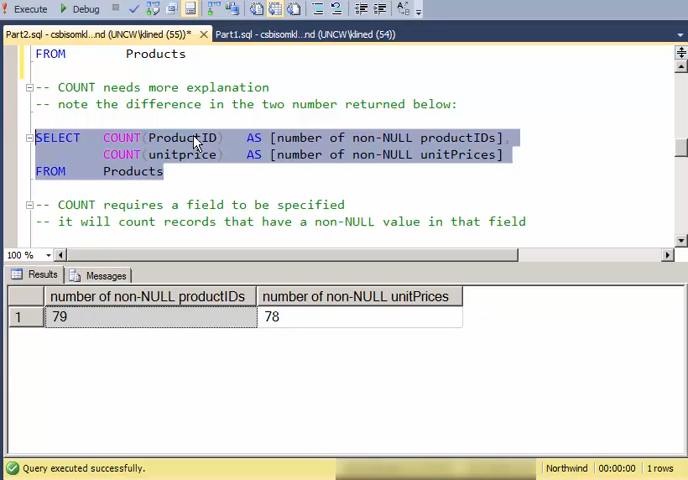 Execute Debug
Part2.sql - csbisomkl...nd (UNCW\klined (55))* Part1.sql - csbisomkl...nd (UNCW\klined (54))
FROM Products
-- COUNT needs more explanation
-- note the difference in the two number returned below:
SELECT COUNT(ProductID) AS [number of non-NULL productIDs],
COUNT(unitprice) AS [number of non-NULL unitPrices]
FROM Products
-- COUNT requires a field to be specified
-- it will count records that have a non-NULL value in that field
100 %
Results Messages
number of non-NULL productIDs number of non-NULL unitPrices
1 79 78
Query executed successfully. Northwind 00:00:00 1 rows